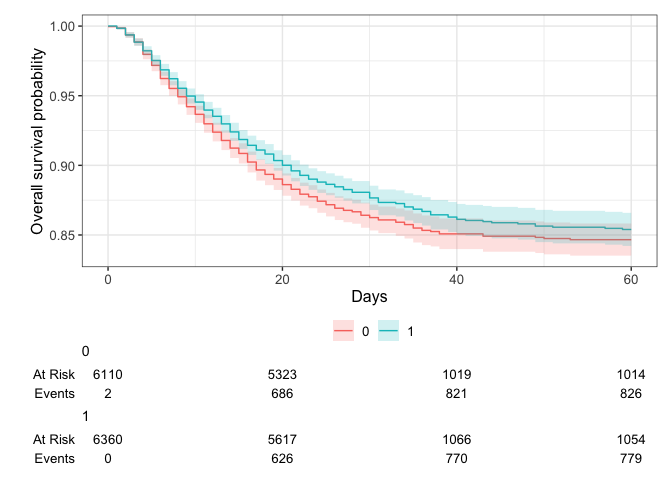 1.00
0.95
0.90
0.85
Overall survival probability
0 20 40 60
Days
0 1
0
At Risk 6110 5323 1019 1014
Events 2 686 821 826
1
At Risk 6360 5617 1066 1054
Events 0 626 770 779